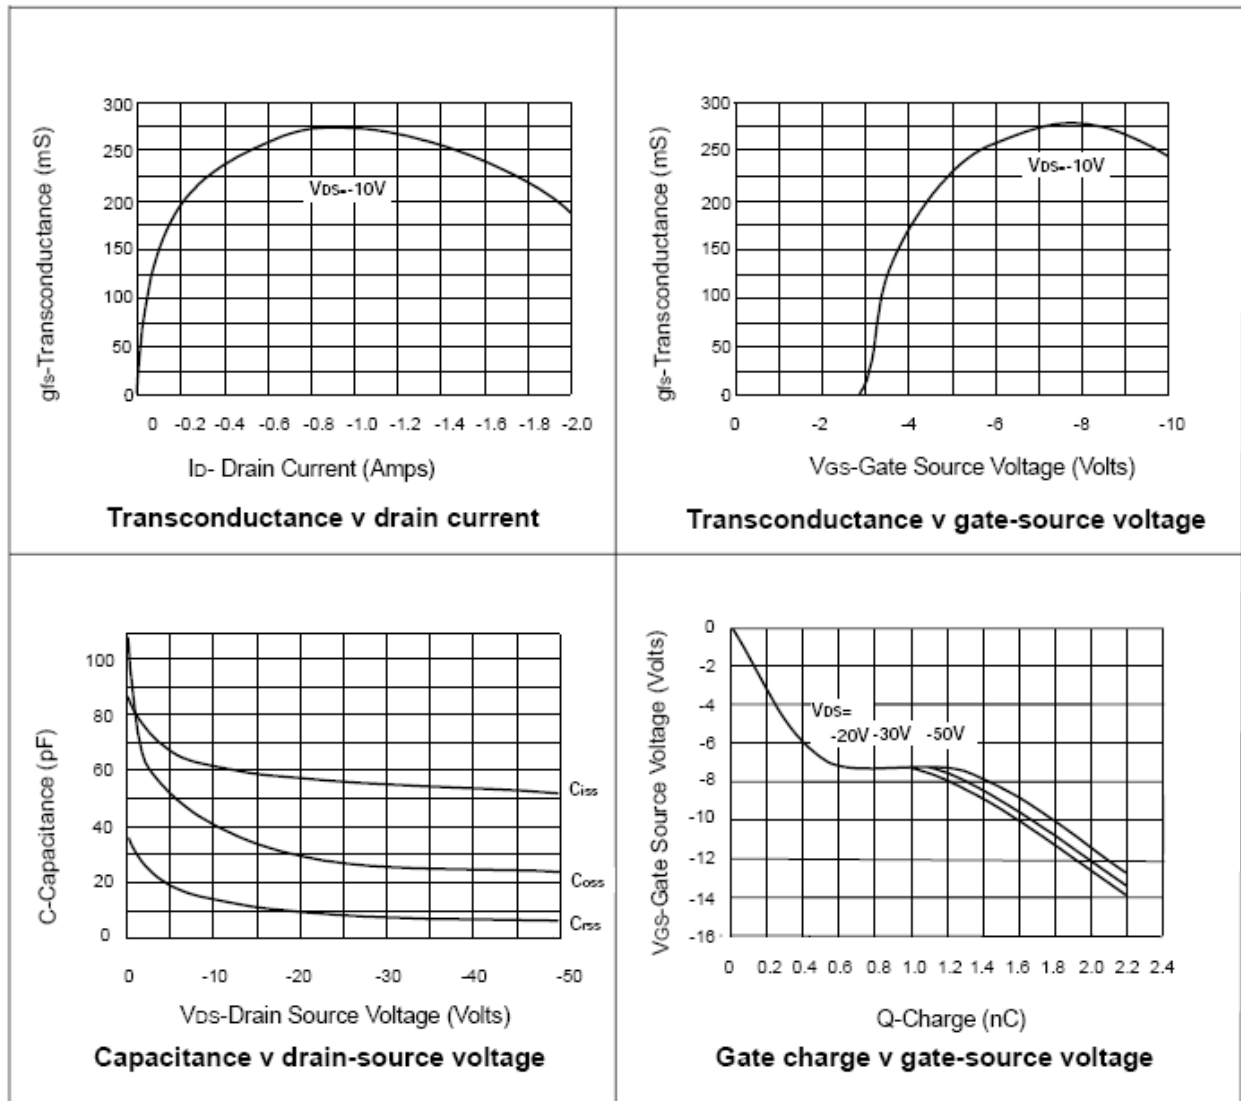 300
250
200
150
100
50
0
gfs-Transconductance (mS)
VDS=-10V
0 -0.2 -0.4 -0.6 -0.8 -1.0 -1.2 -1.4 -1.6 -1.8 -2.0
ID- Drain Current (Amps)
Transconductance v drain current
300
250
200
150
100
50
0
gfs-Transconductance (mS)
VDS=-10V
0 -2 -4 -6 -8 -10
VGS-Gate Source Voltage (Volts)
Transconductance v gate-source voltage
100
80
60
40
20
0
C-Capacitance (pF)
Ciss
Coss
Crss
0 -10 -20 -30 -40 -50
VDS-Drain Source Voltage (Volts)
Capacitance v drain-source voltage
0
-2
-4
-6
-8
-10
-12
-14
-16
VGS-Gate Source Voltage (Volts)
VDS=
-20V -30V -50V
0 0.2 0.4 0.6 0.8 1.0 1.2 1.4 1.6 1.8 2.0 2.2 2.4
Q-Charge (nC)
Gate charge v gate-source voltage